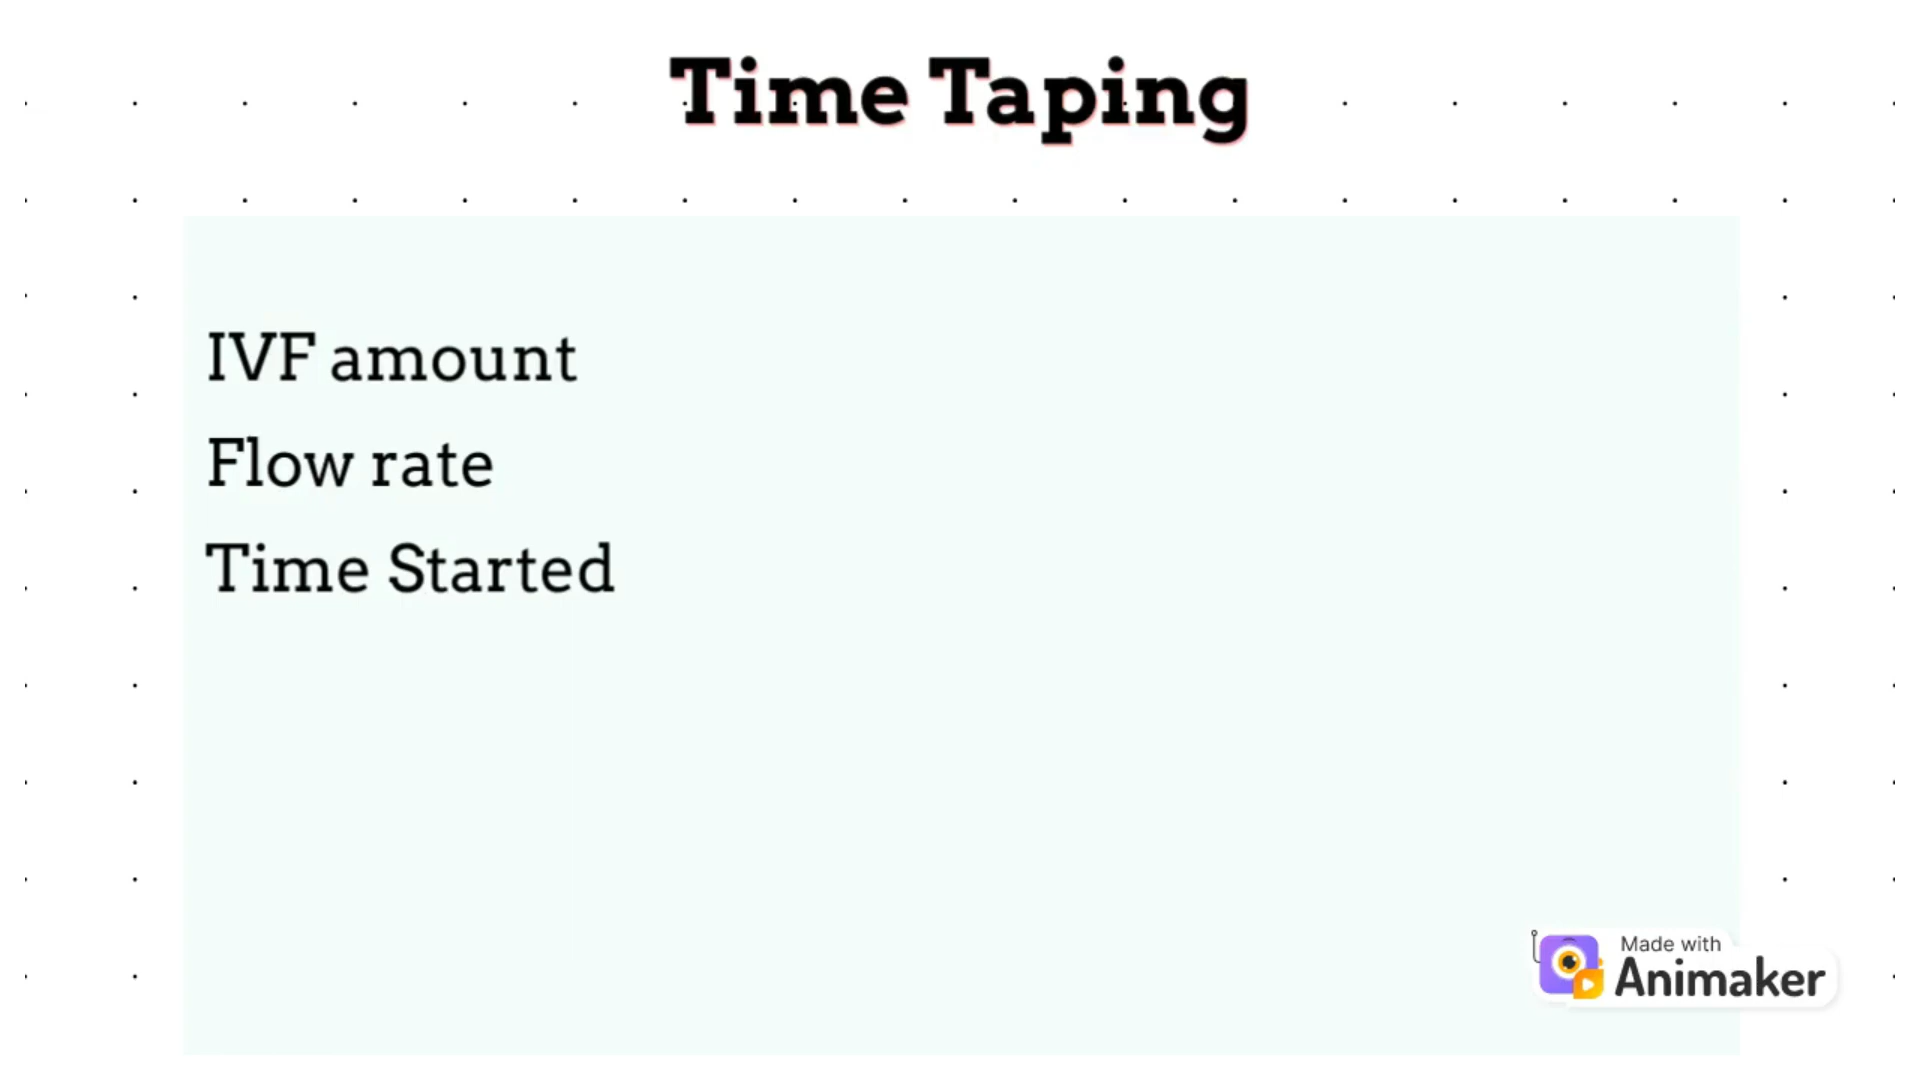 Time Taping
IVF amount
Flow rate
Time Started
Made with
Animaker